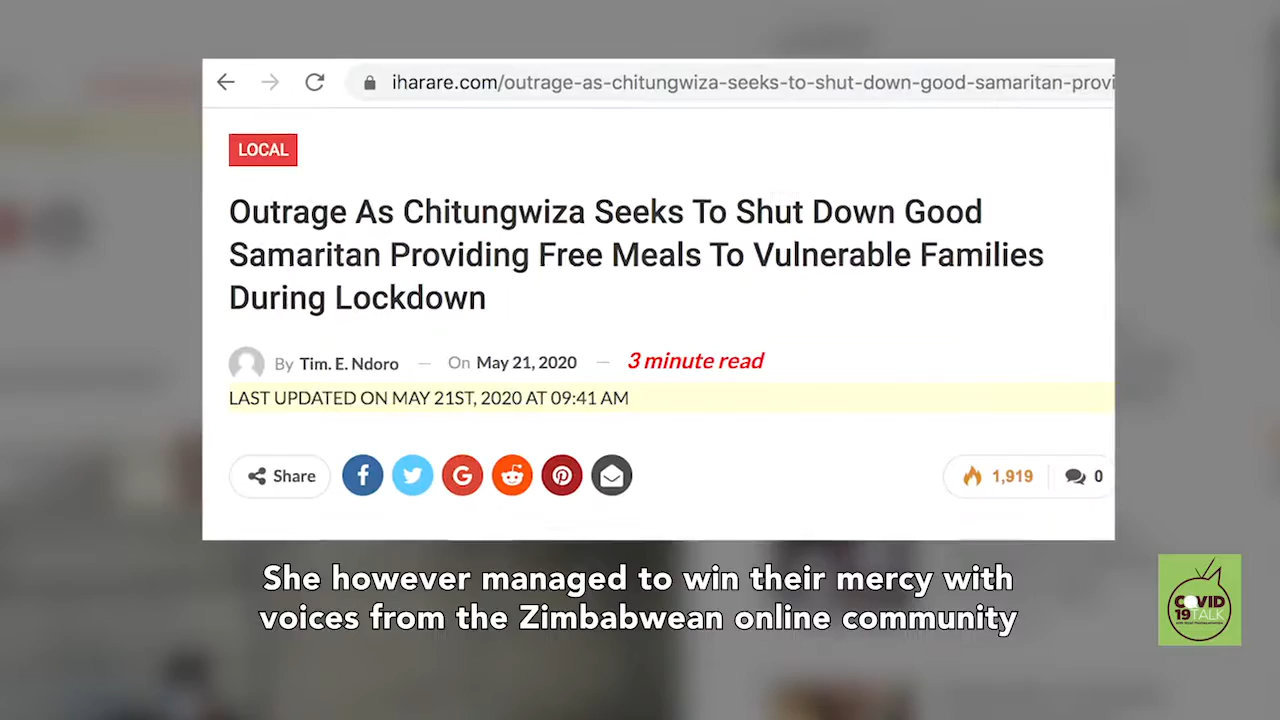 iharare.com/outrage-as-chitungwiza-seeks-to-shut-down-good-samaritan-provi
LOCAL
Outrage As Chitungwiza Seeks To Shut Down Good
Samaritan Providing Free Meals To Vulnerable Families
During Lockdown
By Tim. E. Ndoro — On May 21, 2020 — 3 minute read
LAST UPDATED ON MAY 21ST, 2020 AT 09:41 AM
Share
1,919
0
She however managed to win their mercy with
voices from the Zimbabwean online community
COVID
19TALK